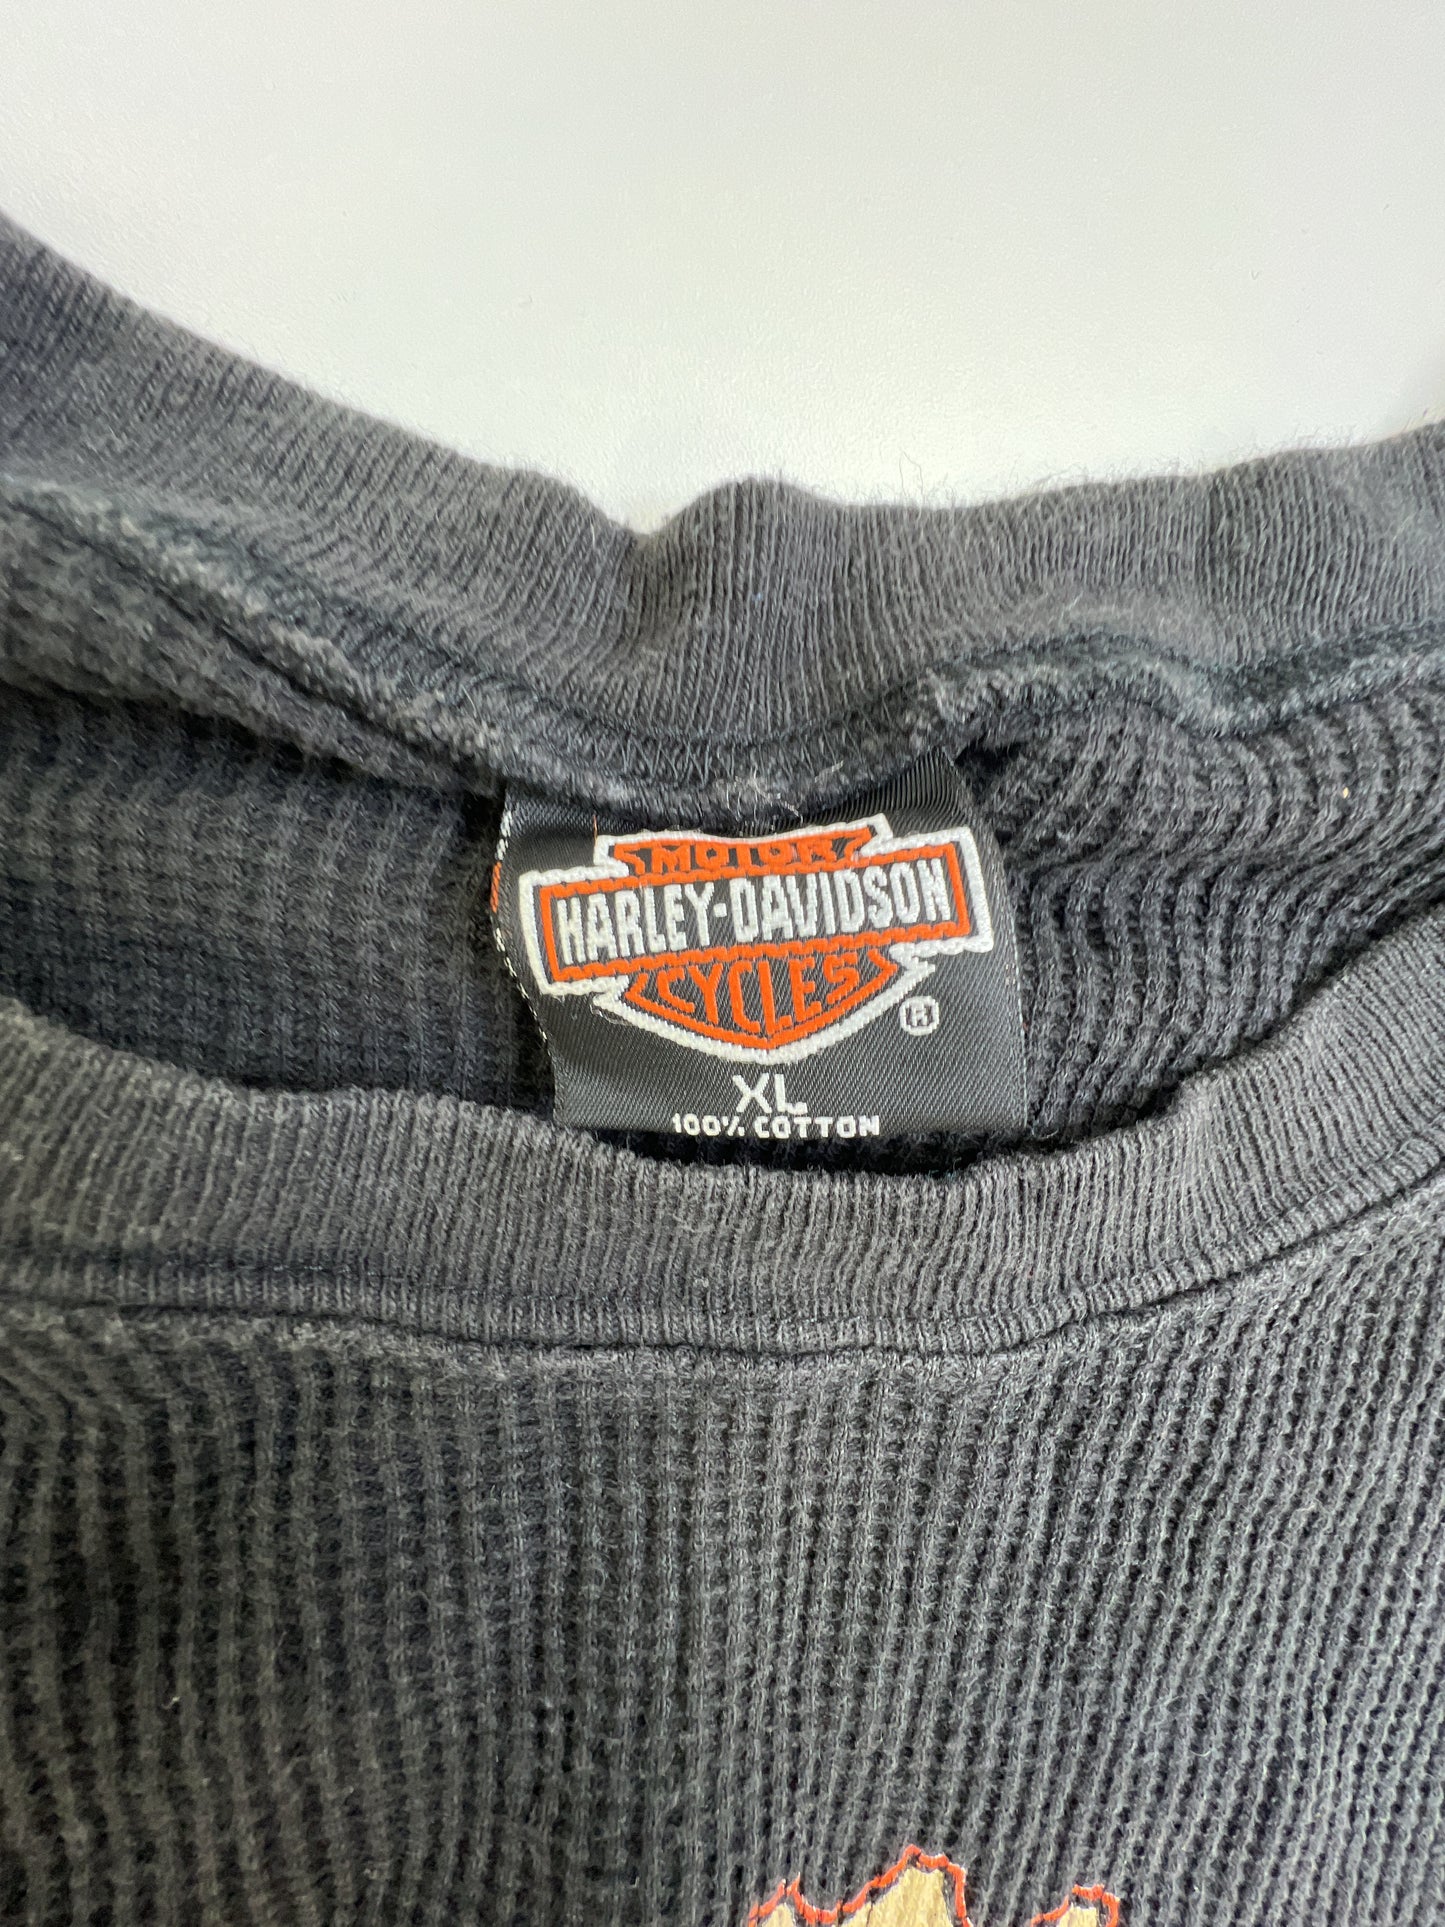 MOTOR
HARLEY-DAVIDSON
CYCLES
®
XL
100% COTTON